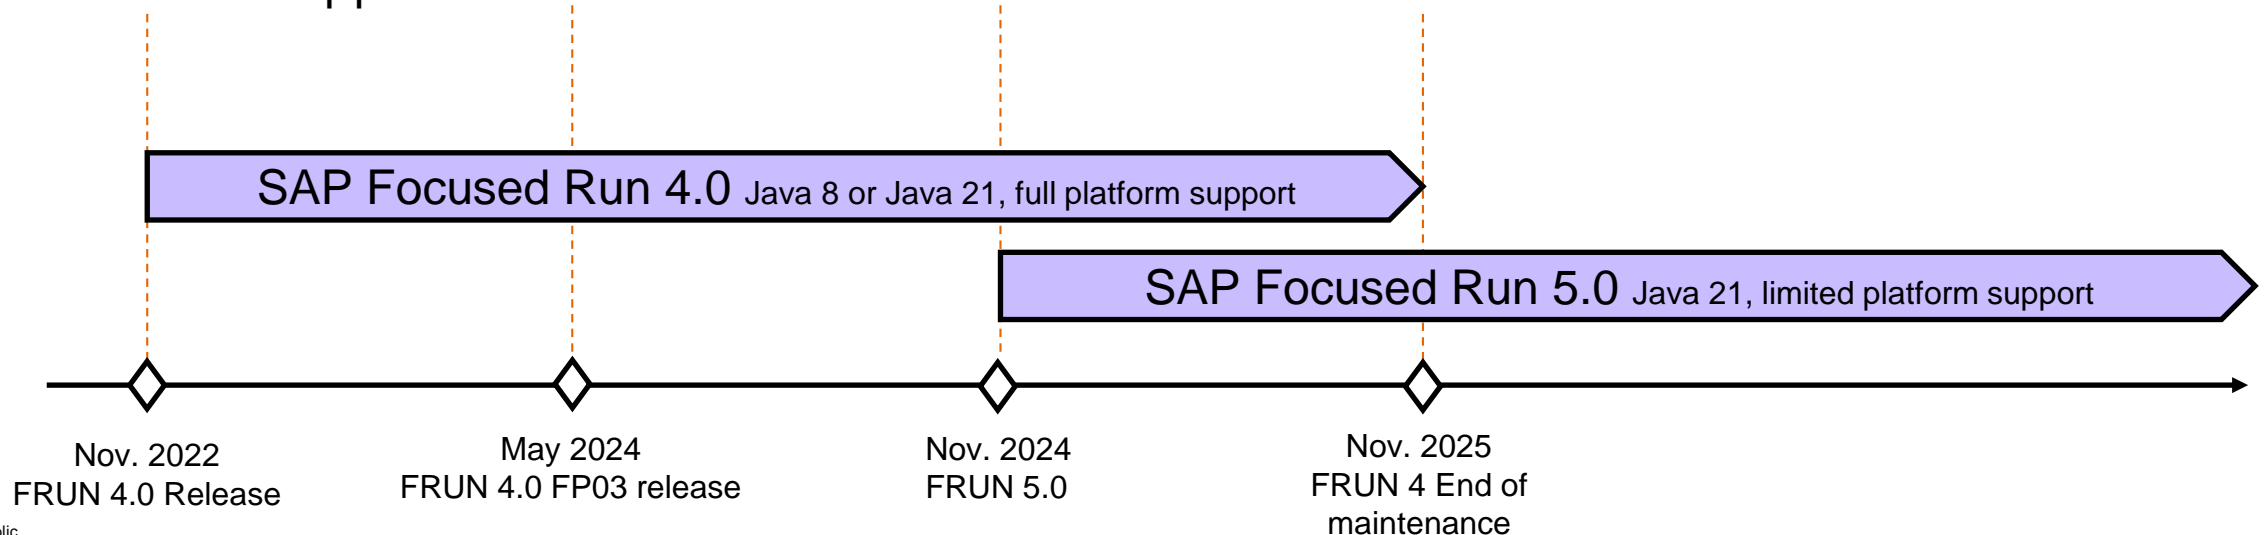 SAP Focused Run 4.0 Java 8 or Java 21, full platform support
SAP Focused Run 5.0 Java 21, limited platform support
Nov. 2022
FRUN 4.0 Release
May 2024
FRUN 4.0 FP03 release
Nov. 2024
FRUN 5.0
Nov. 2025
FRUN 4 End of
maintenance